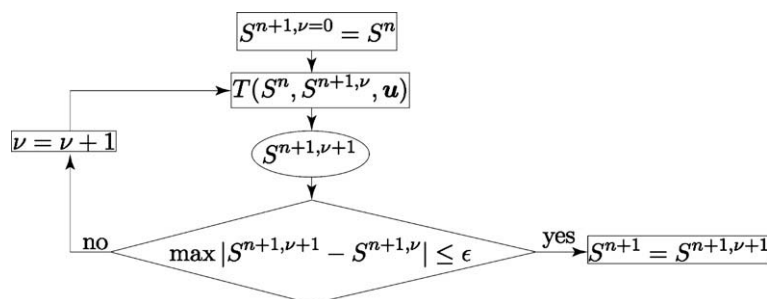 S^{n+1,ν=0} = S^n
T(S^n, S^{n+1,ν}, u)
ν = ν + 1
S^{n+1,ν+1}
no
max |S^{n+1,ν+1} − S^{n+1,ν}| ≤ ϵ
yes
S^{n+1} = S^{n+1,ν+1}